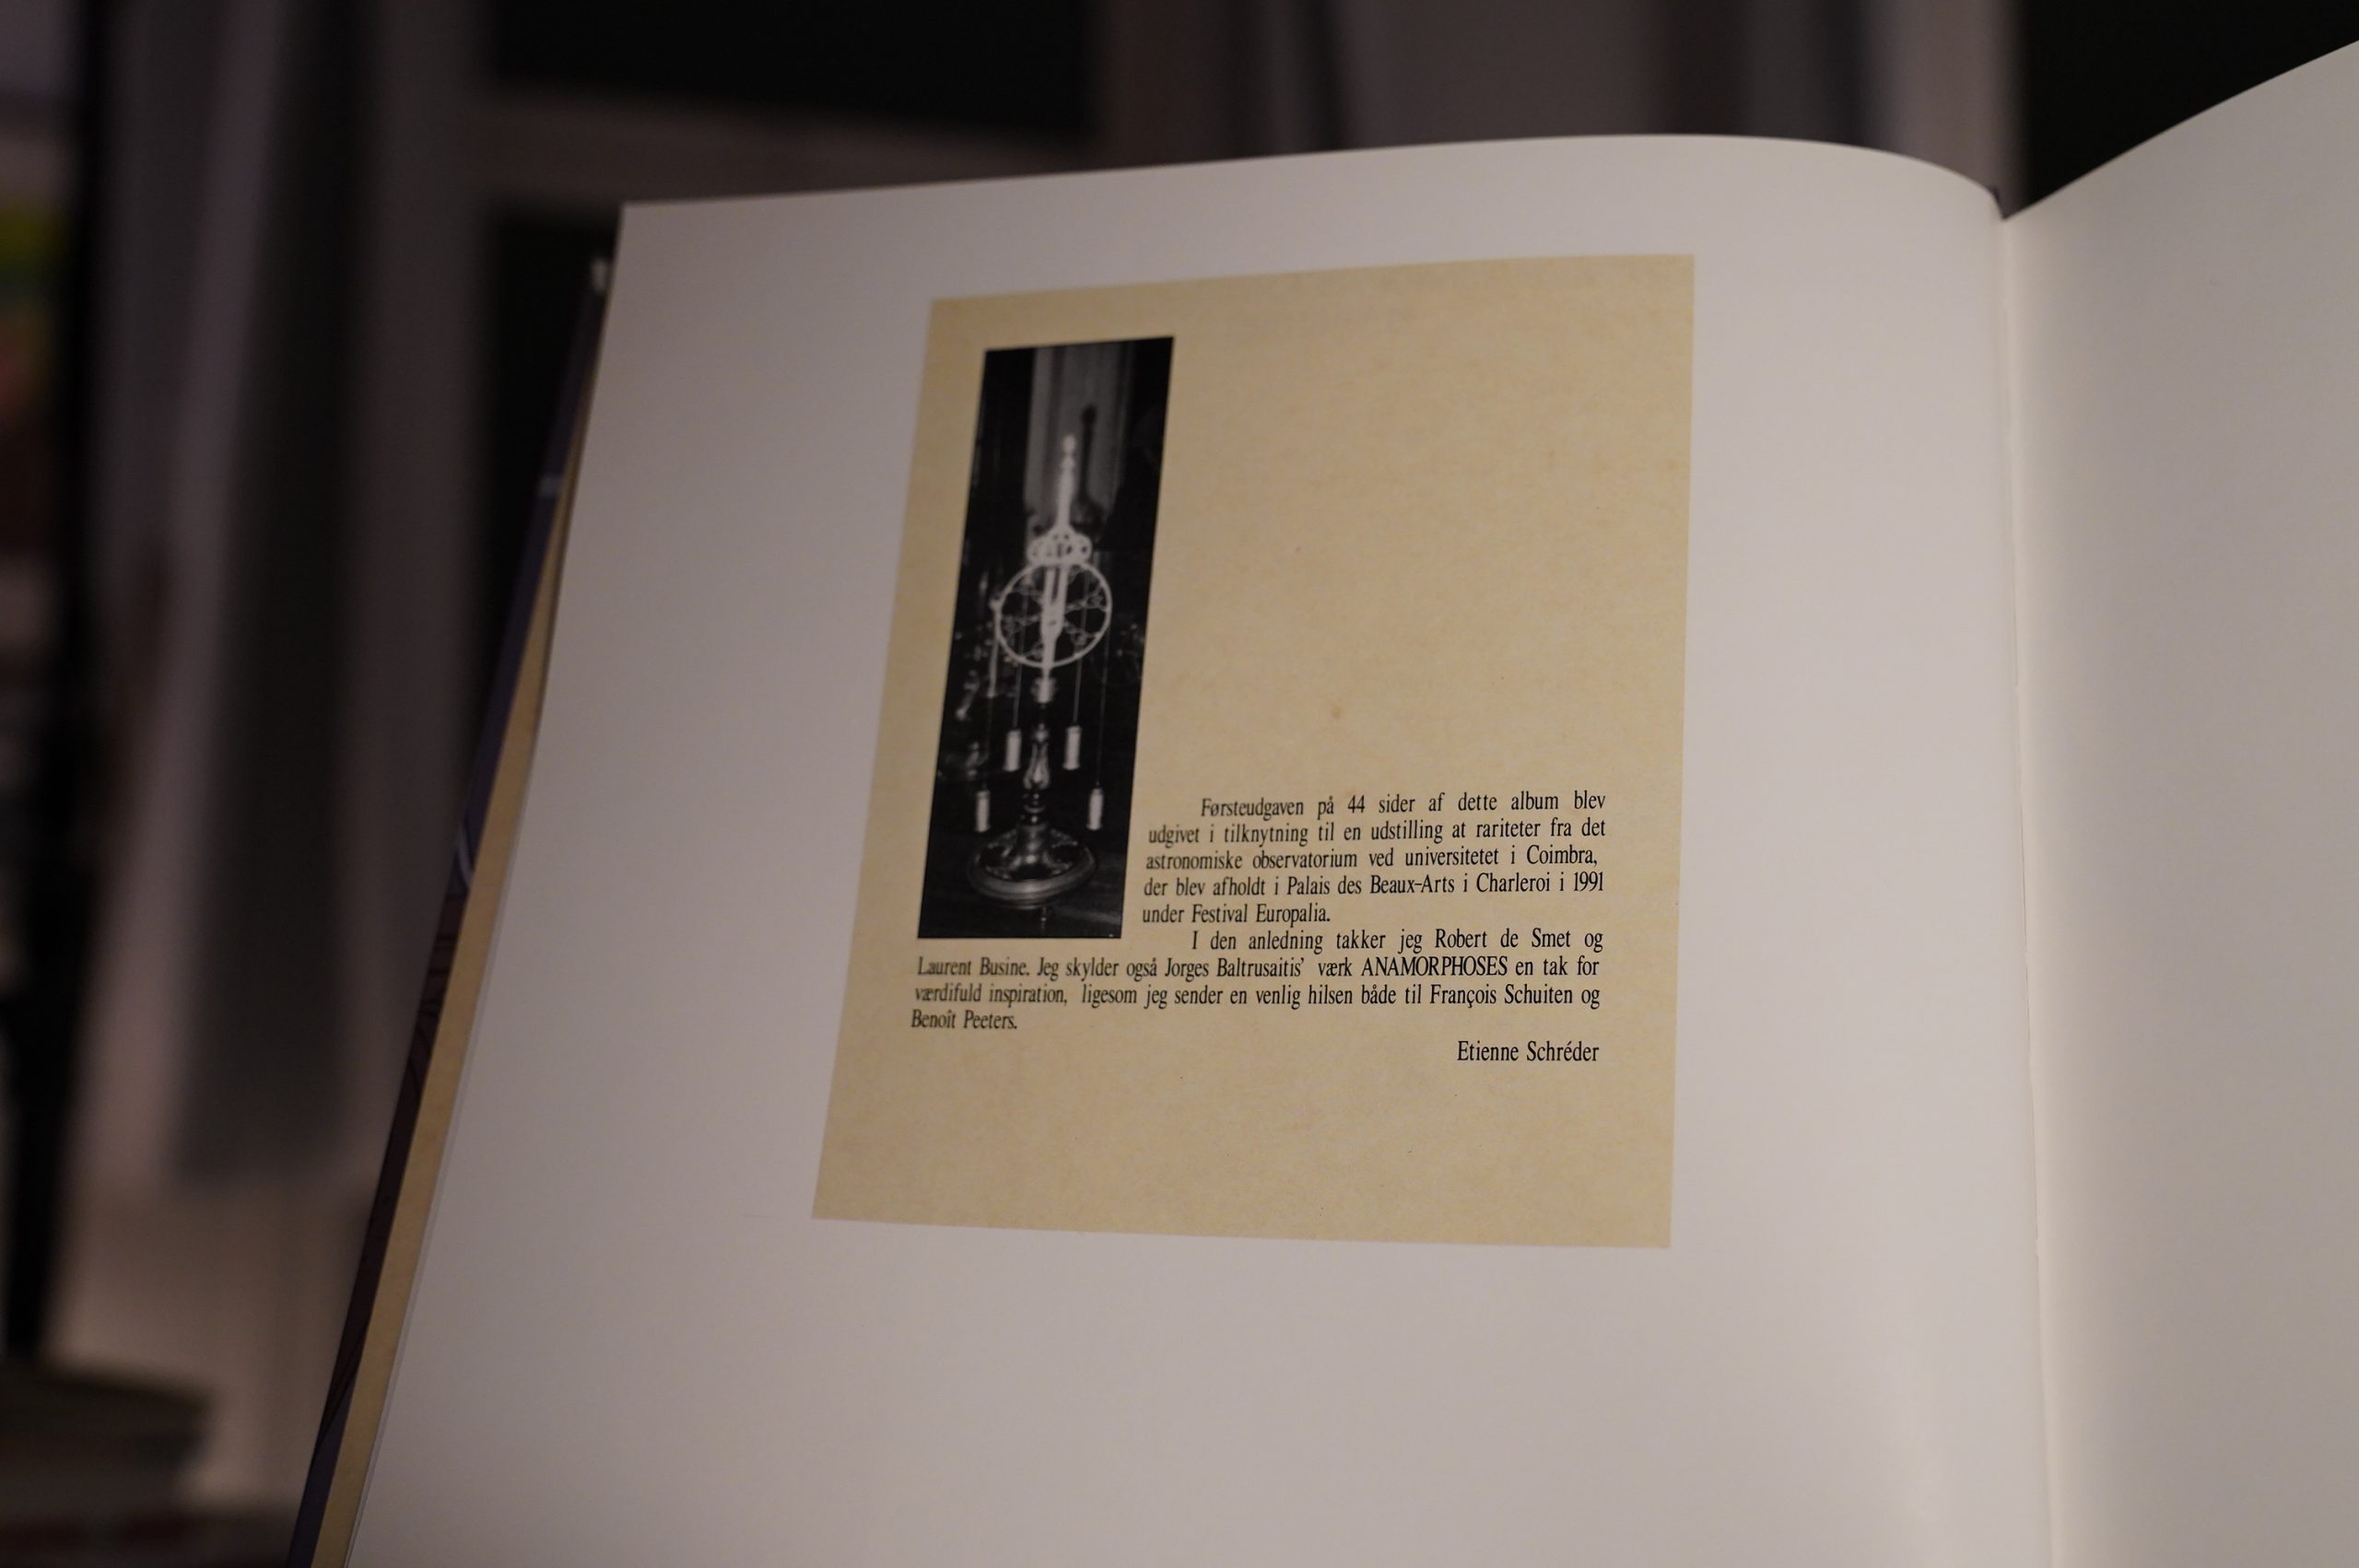 Førsteudgaven på 44 sider af dette album blev
udgivet i tilknytning til en udstilling at rariteter fra det
astronomiske observatorium ved universitetet i Coimbra,
der blev afholdt i Palais des Beaux-Arts i Charleroi i 1991
under Festival Europalia.
I den anledning takker jeg Robert de Smet og
Laurent Busine. Jeg skylder også Jorges Baltrusaitis' værk ANAMORPHOSES en tak for
værdifuld inspiration, ligesom jeg sender en venlig hilsen både til François Schuiten og
Benoît Peeters.
Etienne Schréder